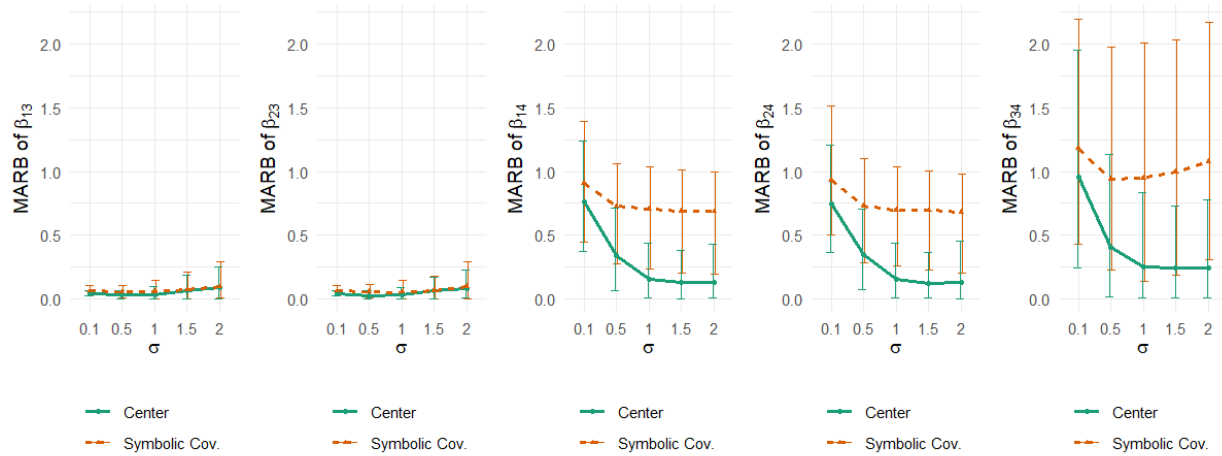 MARB of β13
2.0
1.5
1.0
0.5
0.0
0.1 0.5 1 1.5 2
σ
Center
Symbolic Cov.
MARB of β23
2.0
1.5
1.0
0.5
0.0
0.1 0.5 1 1.5 2
σ
Center
Symbolic Cov.
MARB of β14
2.0
1.5
1.0
0.5
0.0
0.1 0.5 1 1.5 2
σ
Center
Symbolic Cov.
MARB of β24
2.0
1.5
1.0
0.5
0.0
0.1 0.5 1 1.5 2
σ
Center
Symbolic Cov.
MARB of β34
2.0
1.5
1.0
0.5
0.0
0.1 0.5 1 1.5 2
σ
Center
Symbolic Cov.